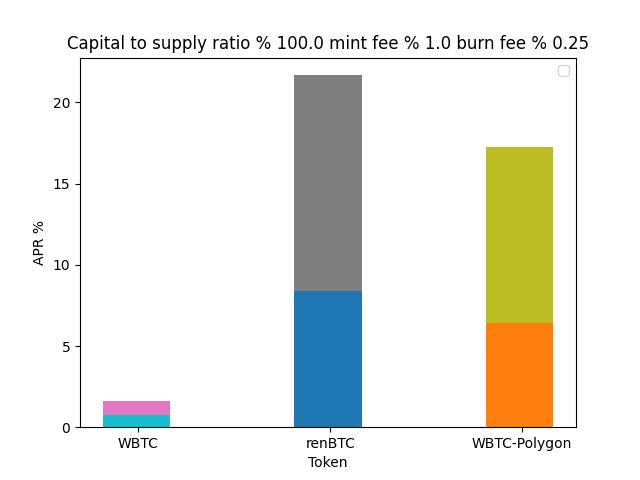 Capital to supply ratio % 100.0 mint fee % 1.0 burn fee % 0.25
20
15
10
5
0
APR %
WBTC renBTC WBTC-Polygon
Token